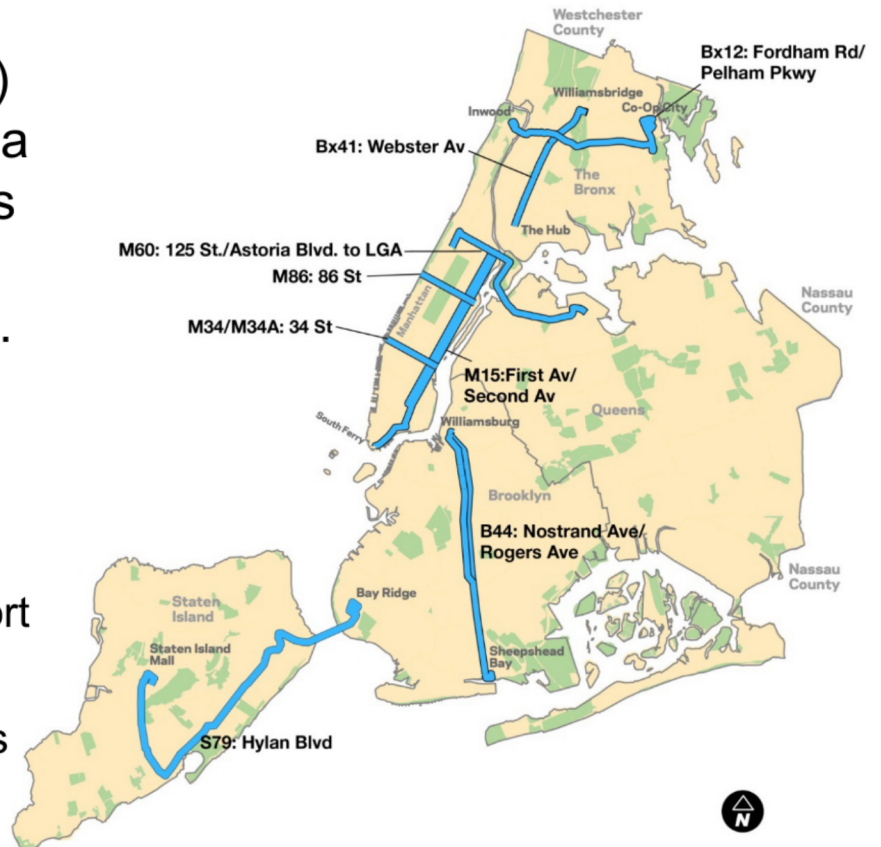 )
a
s
.
ort
s
Westchester
County
Bx12: Fordham Rd/
Pelham Pkwy
Williamsbridge
Co-Op City
Inwood
Bx41: Webster Av
The
Bronx
The Hub
M60: 125 St./Astoria Blvd. to LGA
M86: 86 St
Manhattan
Nassau
County
M34/M34A: 34 St
M15:First Av/
Second Av
Queens
South Ferry
Williamsburg
Brooklyn
B44: Nostrand Ave/
Rogers Ave
Nassau
County
Bay Ridge
Staten
Island
Staten Island
Mall
Sheepshead
Bay
S79: Hylan Blvd
N